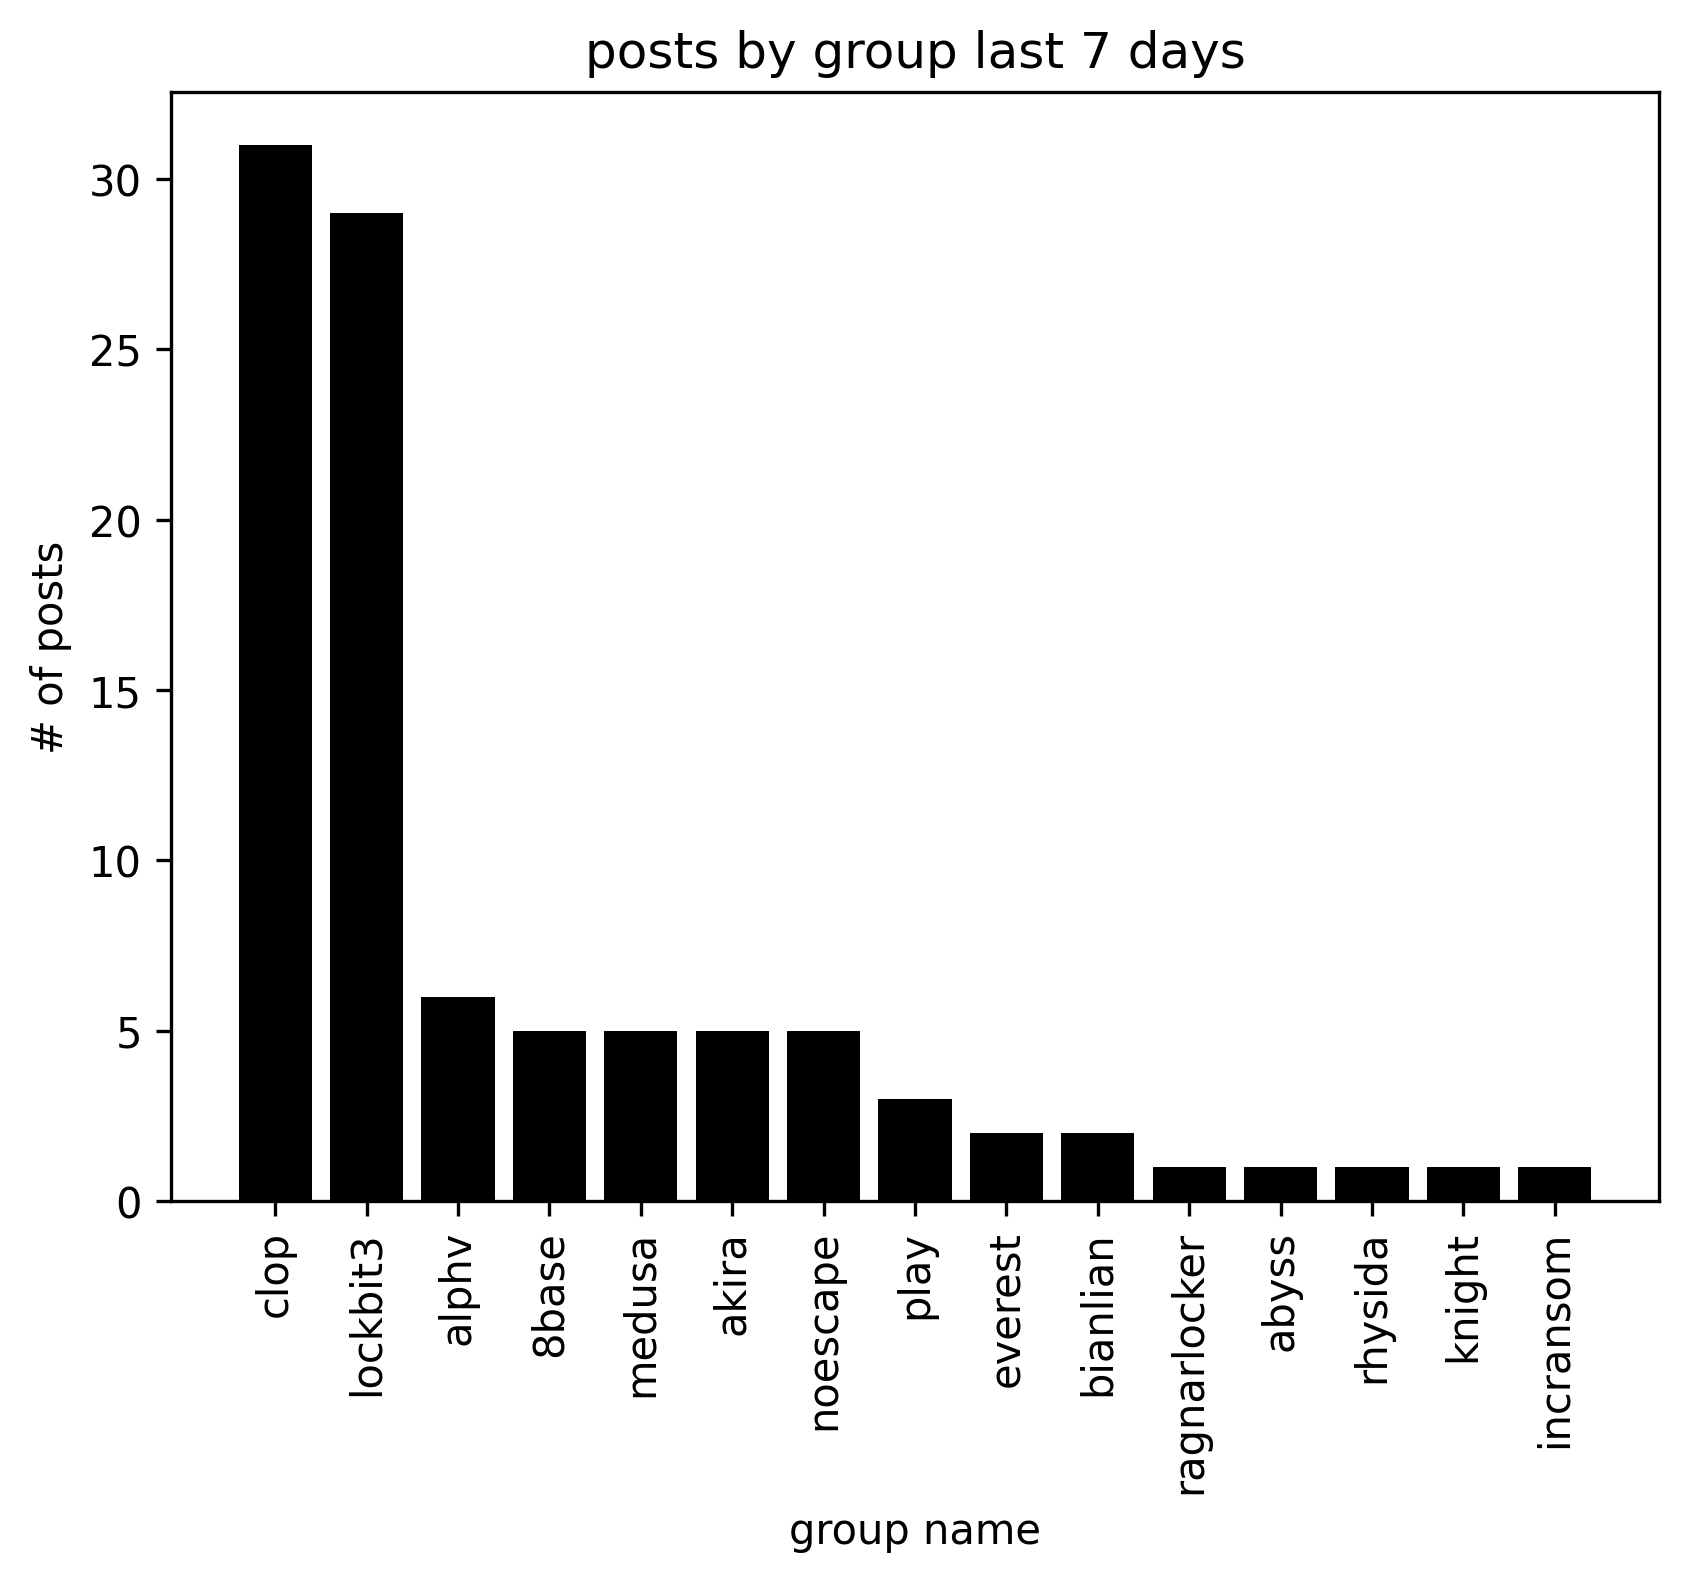 posts by group last 7 days
# of posts
30
25
20
15
10
5
0
clop
lockbit3
alphv
8base
medusa
akira
noescape
play
everest
bianlian
ragnarlocker
abyss
rhysida
knight
incransom
group name